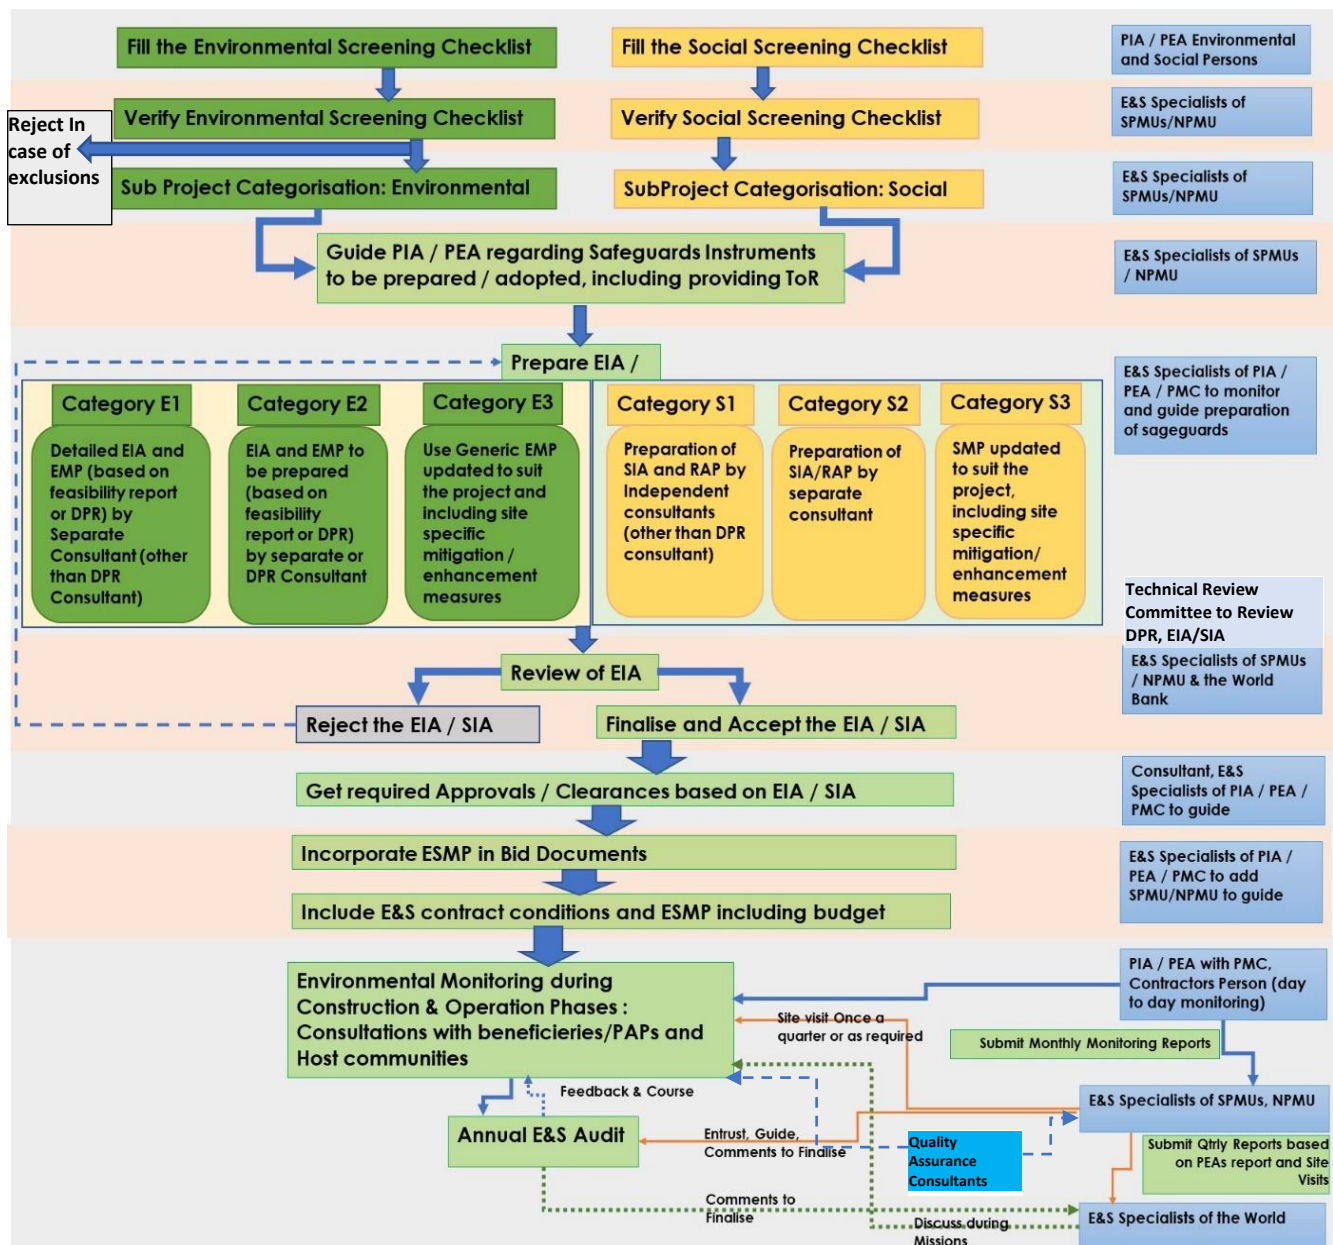 Fill the Environmental Screening Checklist
Fill the Social Screening Checklist
PIA / PEA Environmental
and Social Persons
Reject In
case of
exclusions
Verify Environmental Screening Checklist
Verify Social Screening Checklist
E&S Specialists of
SPMUs/NPMU
Sub Project Categorisation: Environmental
SubProject Categorisation: Social
E&S Specialists of
SPMUs/NPMU
Guide PIA / PEA regarding Safeguards Instruments
to be prepared / adopted, including providing ToR
E&S Specialists of SPMUs
/ NPMU
Prepare EIA /
E&S Specialists of PIA /
PEA / PMC to monitor
and guide preparation
of sageguards
Category E1
Detailed EIA and
EMP (based on
feasibility report
or DPR) by
Separate
Consultant (other
than DPR
Consultant)
Category E2
EIA and EMP to
be prepared
(based on
feasibility
report or DPR)
by separate or
DPR Consultant
Category E3
Use Generic EMP
updated to suit
the project and
including site
specific
mitigation /
enhancement
measures
Category S1
Preparation of
SIA and RAP by
Independent
consultants
(other than DPR
consultant)
Category S2
Preparation of
SIA/RAP by
separate
consultant
Category S3
SMP updated
to suit the
project,
including site
specific
mitigation/
enhancement
measures
Technical Review
Committee to Review
DPR, EIA/SIA
Review of EIA
E&S Specialists of SPMUs
/ NPMU & the World
Bank
Reject the EIA / SIA
Finalise and Accept the EIA / SIA
Get required Approvals / Clearances based on EIA / SIA
Consultant, E&S
Specialists of PIA / PEA /
PMC to guide
Incorporate ESMP in Bid Documents
E&S Specialists of PIA /
PEA / PMC to add
SPMU/NPMU to guide
Include E&S contract conditions and ESMP including budget
Environmental Monitoring during
Construction & Operation Phases :
Consultations with beneficieries/PAPs and
Host communities
PIA / PEA with PMC,
Contractors Person (day
to day monitoring)
Site visit Once a
quarter or as required
Submit Monthly Monitoring Reports
Feedback & Course
E&S Specialists of SPMUs, NPMU
Annual E&S Audit
Entrust, Guide,
Comments to Finalise
Quality
Assurance
Consultants
Submit Qtrly Reports based
on PEAs report and Site
Visits
Comments to
Finalise
Discuss during
Missions
E&S Specialists of the World